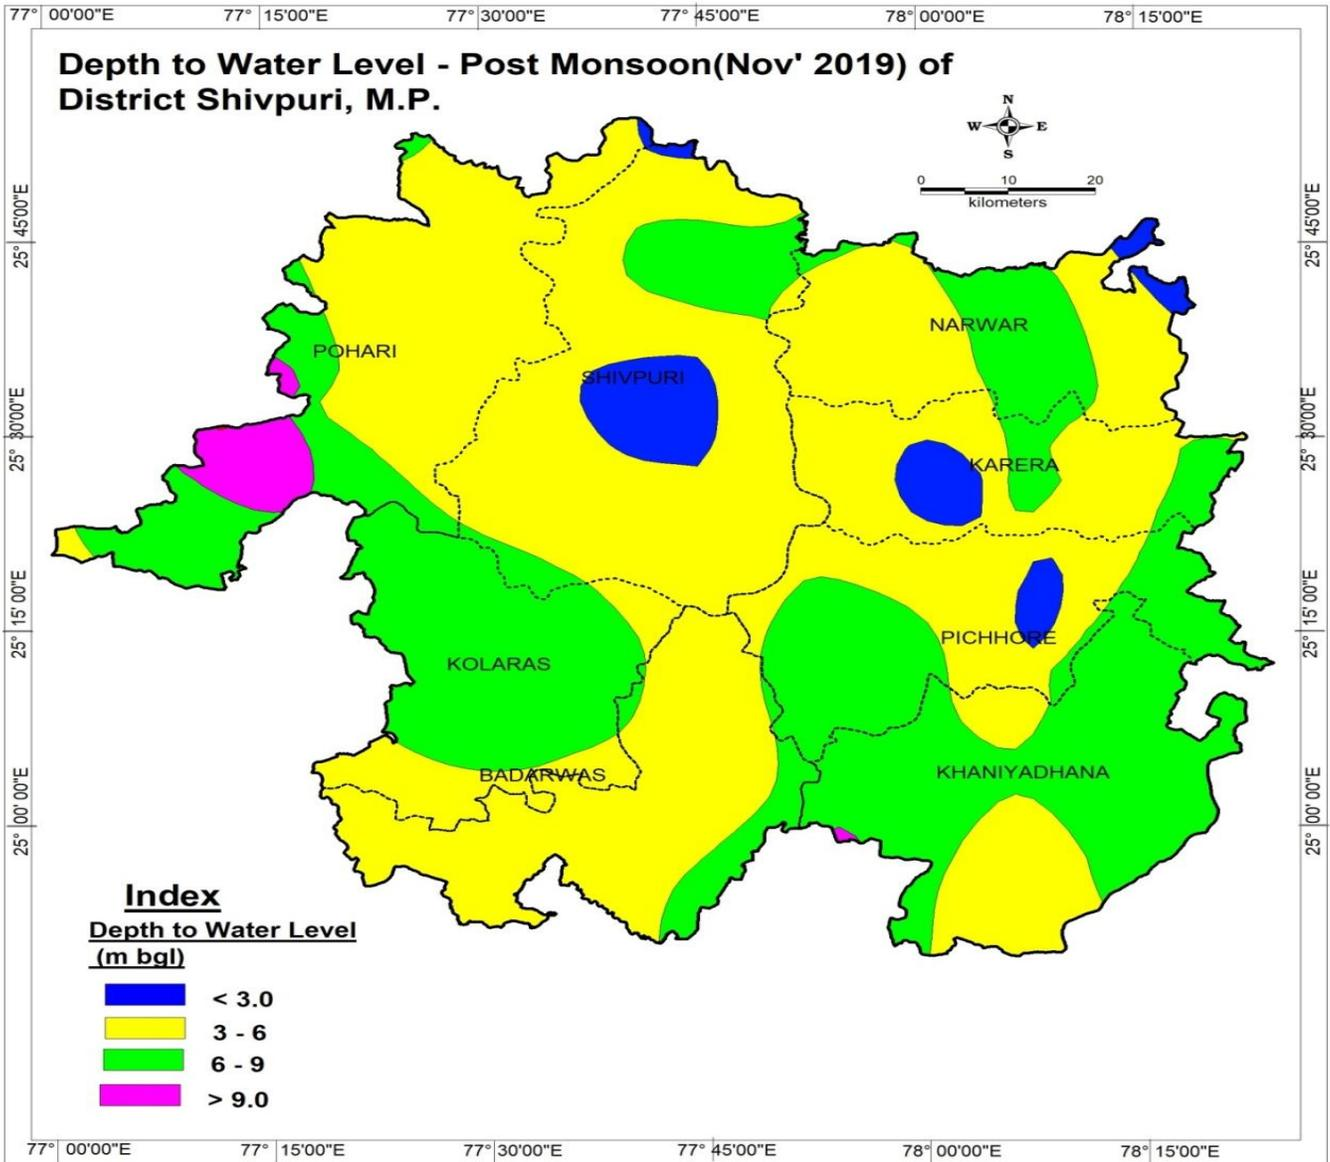 77° 00'00"E 77° 15'00"E 77° 30'00"E 77° 45'00"E 78° 00'00"E 78° 15'00"E
Depth to Water Level - Post Monsoon(Nov' 2019) of
District Shivpuri, M.P.
N
W E
S
0 10 20
kilometers
25° 45'00"E 25° 45'00"E
NARWAR
POHARI
SHIVPURI
25° 30'00"E 25° 30'00"E
KARERA
25° 15' 00"E 25° 15' 00"E
PICHHORE
KOLARAS
KHANIYADHANA
BADARWAS
25° 00' 00"E 25° 00' 00"E
Index
Depth to Water Level
(m bgl)
< 3.0
3 - 6
6 - 9
> 9.0
77° 00'00"E 77° 15'00"E 77° 30'00"E 77° 45'00"E 78° 00'00"E 78° 15'00"E